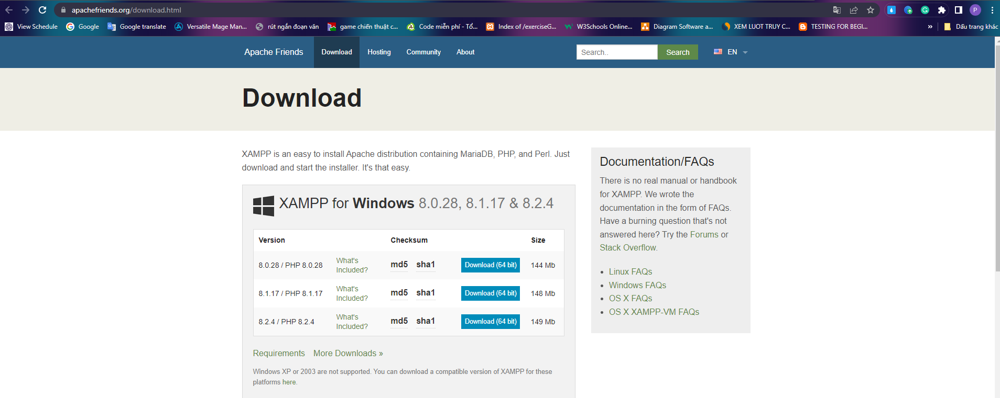 apachefriends.org/download.html
P
View Schedule Google Google translate Versatile Mage Man... rút ngắn đoạn văn game chiến thuật c... Code miễn phí - Tổ... Index of /exerciseG... W3Schools Online... Diagram Software a... XEM LUOT TRUY C... TESTING FOR BEGI... » Dấu trang khác
Apache Friends Download Hosting Community About Search.. Search EN
Download
XAMPP is an easy to install Apache distribution containing MariaDB, PHP, and Perl. Just
download and start the installer. It's that easy.
XAMPP for Windows 8.0.28, 8.1.17 & 8.2.4
Version Checksum Size
8.0.28 / PHP 8.0.28 What's
Included? md5 sha1 Download (64 bit) 144 Mb
8.1.17 / PHP 8.1.17 What's
Included? md5 sha1 Download (64 bit) 148 Mb
8.2.4 / PHP 8.2.4 What's
Included? md5 sha1 Download (64 bit) 149 Mb
Requirements More Downloads »
Windows XP or 2003 are not supported. You can download a compatible version of XAMPP for these
platforms here.
Documentation/FAQs
There is no real manual or handbook
for XAMPP. We wrote the
documentation in the form of FAQs.
Have a burning question that's not
answered here? Try the Forums or
Stack Overflow.
• Linux FAQs
• Windows FAQs
• OS X FAQs
• OS X XAMPP-VM FAQs